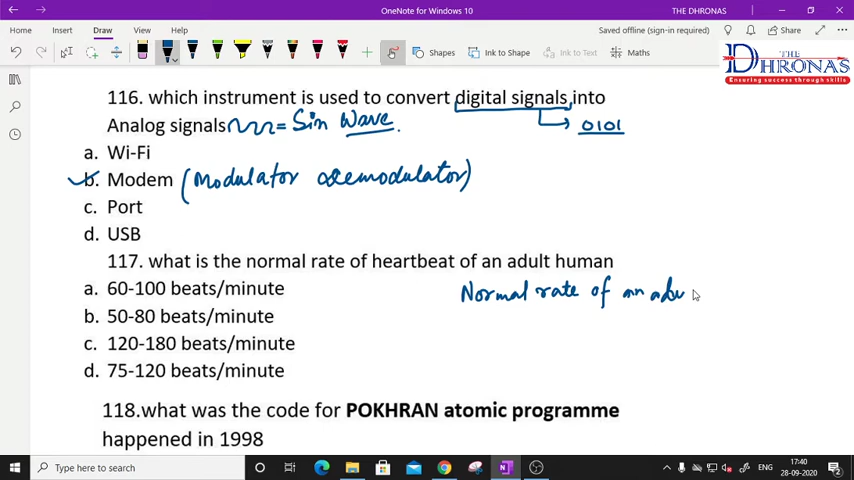 OneNote for Windows 10
THE DHRONAS
Home Insert Draw View Help
Saved offline (sign-in required)
Share
Shapes
Ink to Shape
Ink to Text
Maths
THE
DHRONAS
Ensuring success through skills
116. which instrument is used to convert digital signals into
Analog signals = Sin Wave.
0101
a. Wi-Fi
b. Modem (Modulator Demodulator)
c. Port
d. USB
117. what is the normal rate of heartbeat of an adult human
a. 60-100 beats/minute
Normal rate of an adu
b. 50-80 beats/minute
c. 120-180 beats/minute
d. 75-120 beats/minute
118.what was the code for POKHRAN atomic programme
happened in 1998
Type here to search
ENG
17:40
28-09-2020
2